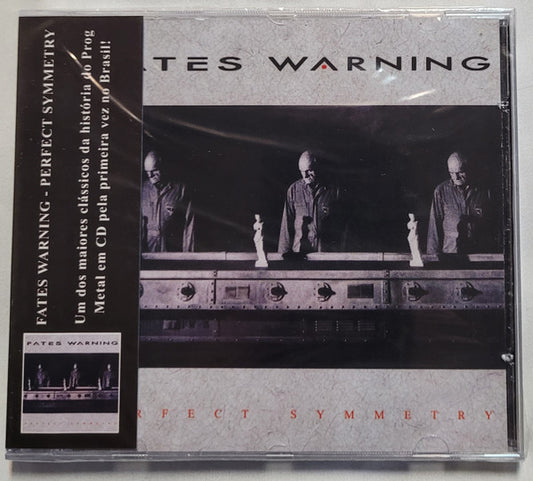 FATES WARNING - PERFECT SYMMETRY
Um dos maiores clássicos da história do Prog
Metal em CD pela primeira vez no Brasil!
FATES WARNING
ATES WARNING
RFECT SYMMETRY